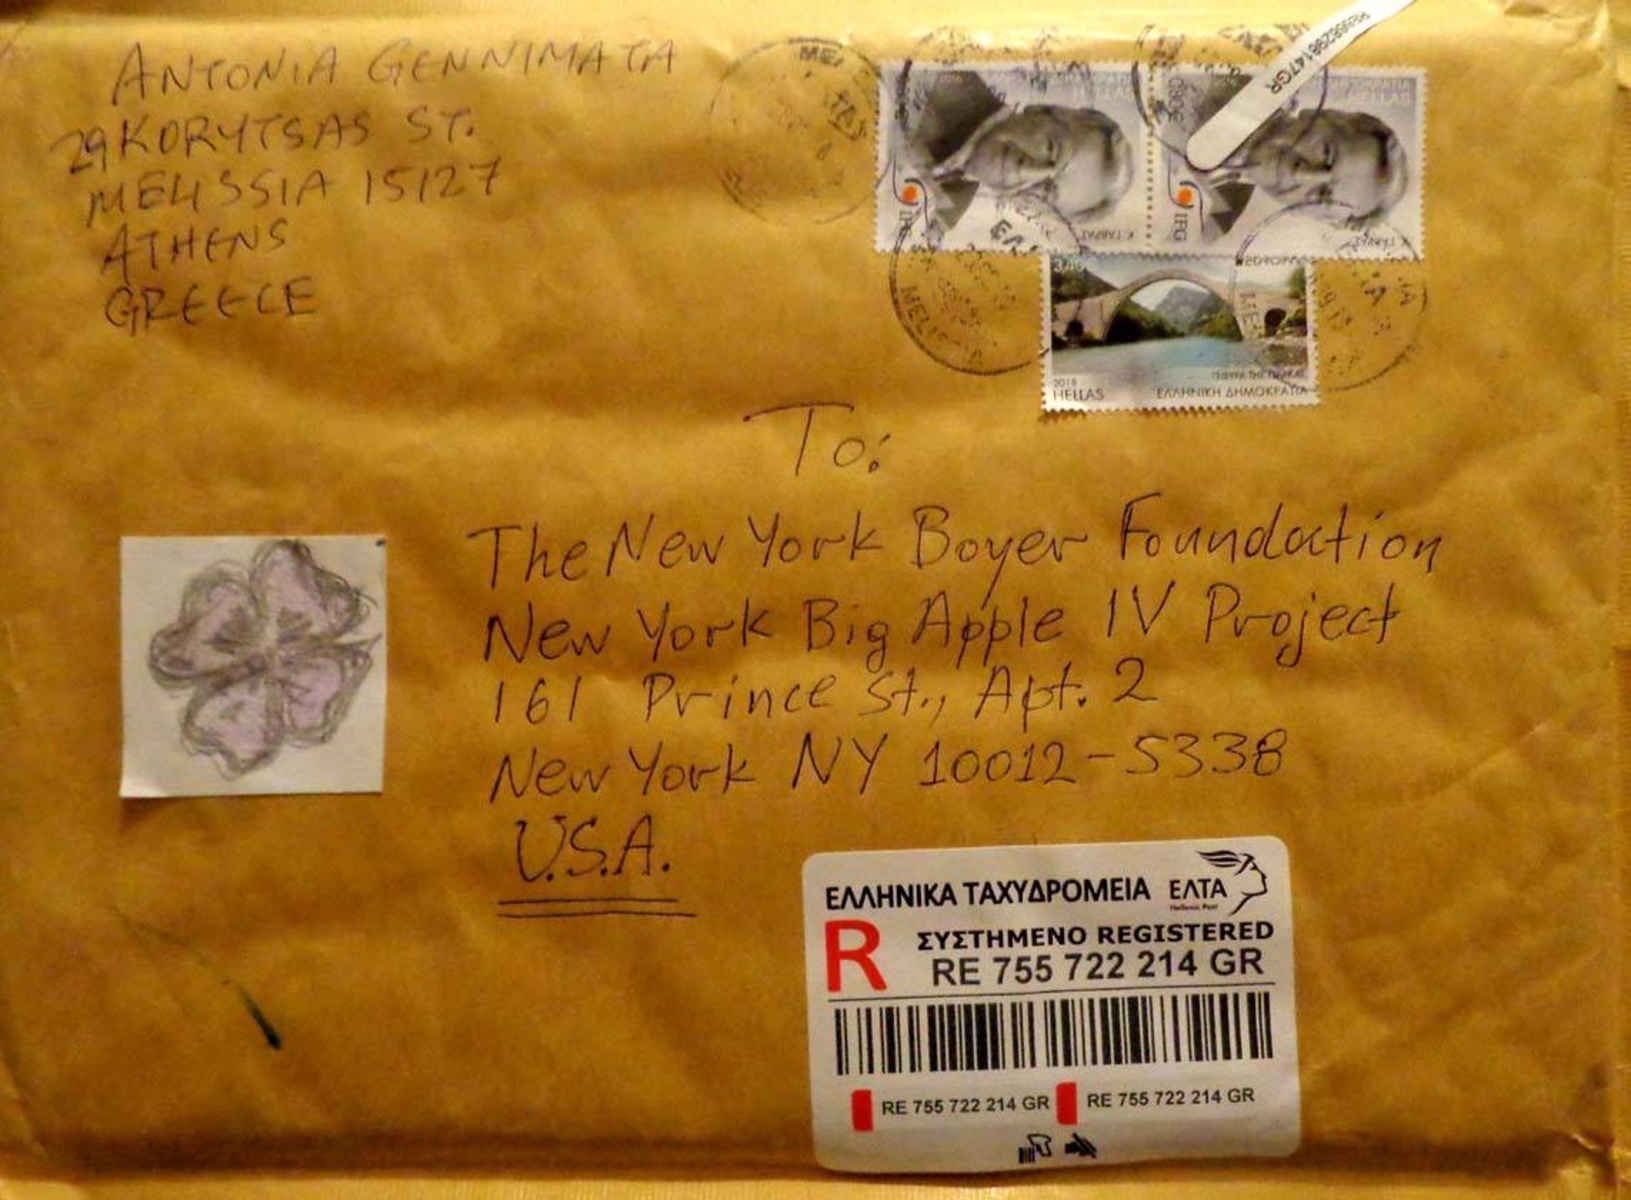 ANTONIA GENNIMATA
29 KORYTSAS ST.
MELISSIA 15127
ATHENS
GREECE
RE968298147GR
IFG
Κ. ΓΑΒΡΑΣ
IFG
HELLAS
2018
HELLAS
ΕΛΛΗΝΙΚΗ ΔΗΜΟΚΡΑΤΙΑ
To:
The New York Boyer Foundation
New York Big Apple IV Project
161 Prince St., Apt. 2
New York NY 10012-5338
U.S.A.
ΕΛΛΗΝΙΚΑ ΤΑΧΥΔΡΟΜΕΙΑ ΕΛΤΑ
Hellenic Post
R ΣΥΣΤΗΜΕΝΟ REGISTERED
RE 755 722 214 GR
RE 755 722 214 GR RE 755 722 214 GR